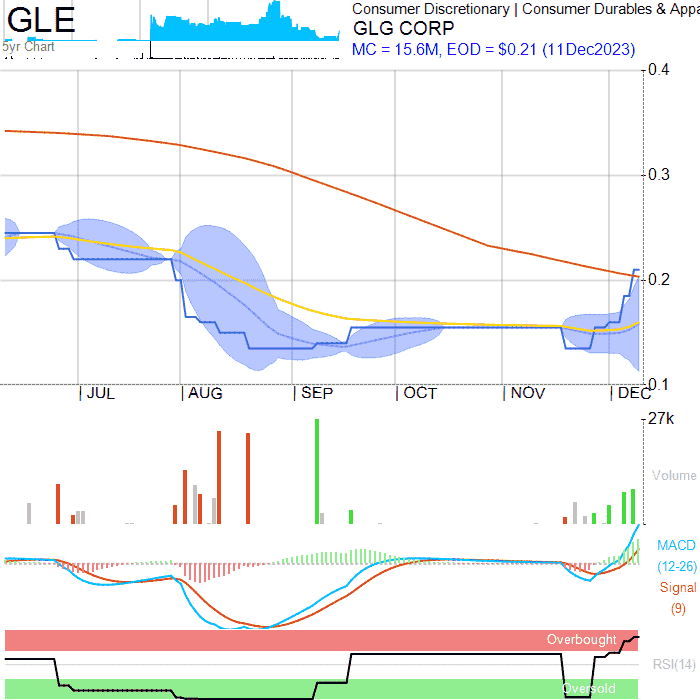 GLE
5yr Chart
Consumer Discretionary | Consumer Durables & Appa
GLG CORP
MC = 15.6M, EOD = $0.21 (11Dec2023)
0.4
0.3
0.2
0.1
JUL AUG SEP OCT NOV DEC
27k
Volume
MACD
(12-26)
Signal
(9)
Overbought
RSI(14)
Oversold